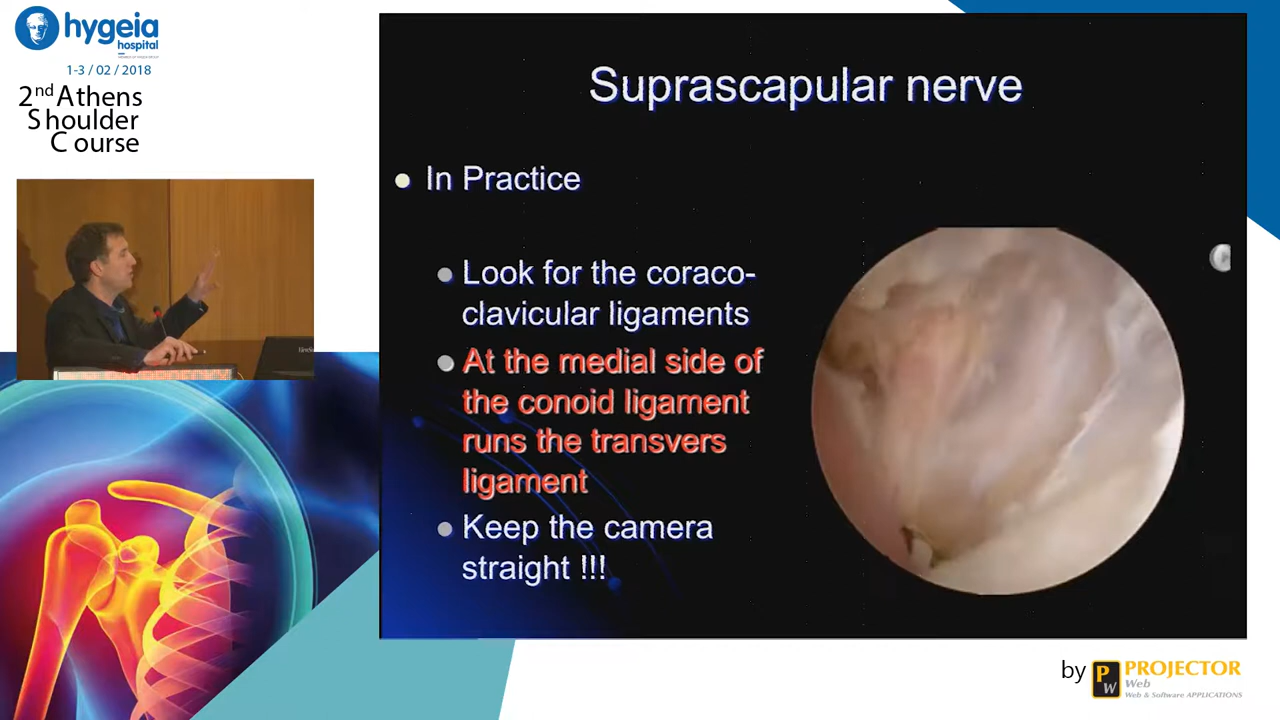 hygeia
hospital
1-3 / 02 / 2018
2nd Athens
Shoulder
Course
Suprascapular nerve
In Practice
Look for the coraco-
clavicular ligaments
At the medial side of
the conoid ligament
runs the transvers
ligament
Keep the camera
straight !!!
by PW PROJECTOR
Web
Web & Software APPLICATIONS